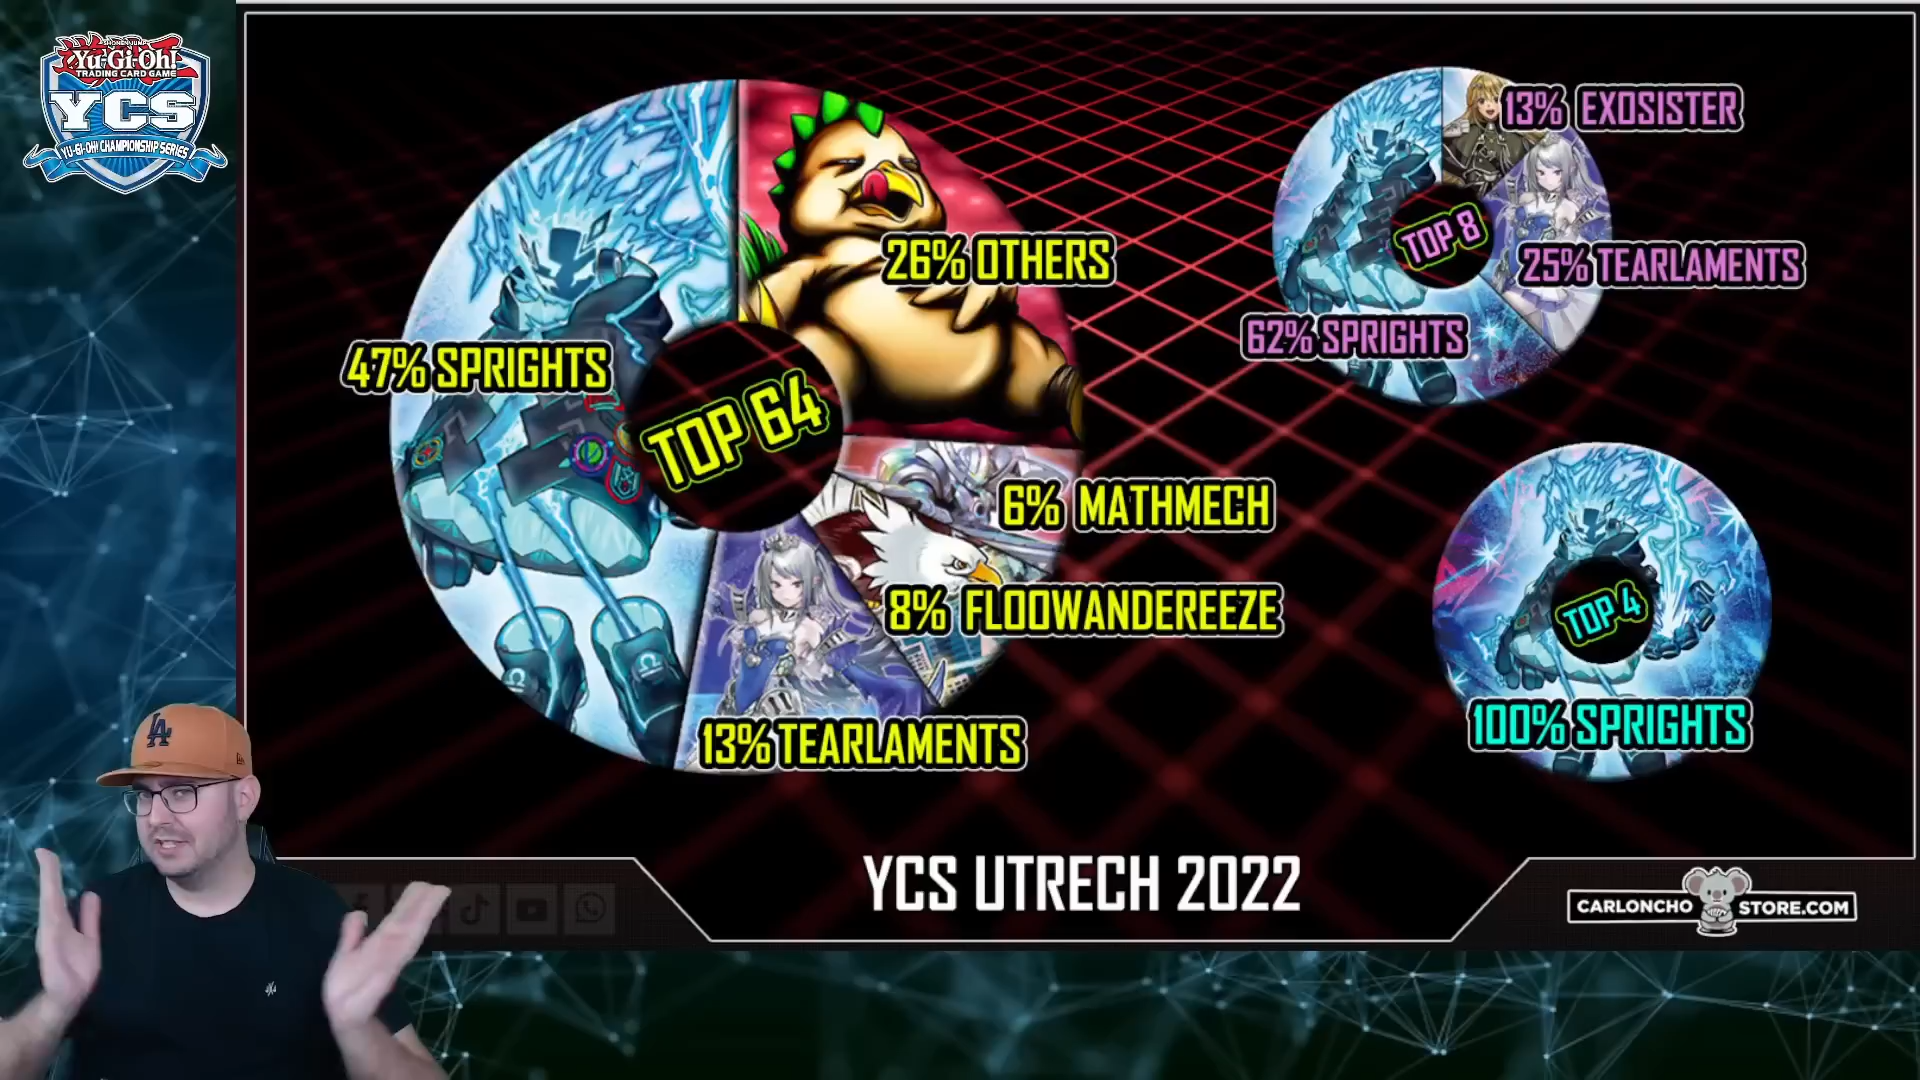 SHONEN JUMP
Yu-Gi-Oh!
TRADING CARD GAME
YCS
YU-GI-OH! CHAMPIONSHIP SERIES
47% SPRIGHTS
26% OTHERS
TOP 64
6% MATHMECH
8% FLOOWANDEREEZE
13% TEARLAMENTS
13% EXOSISTER
TOP 8
25% TEARLAMENTS
62% SPRIGHTS
TOP 4
100% SPRIGHTS
LA
YCS UTRECH 2022
CARLONCHO STORE.COM